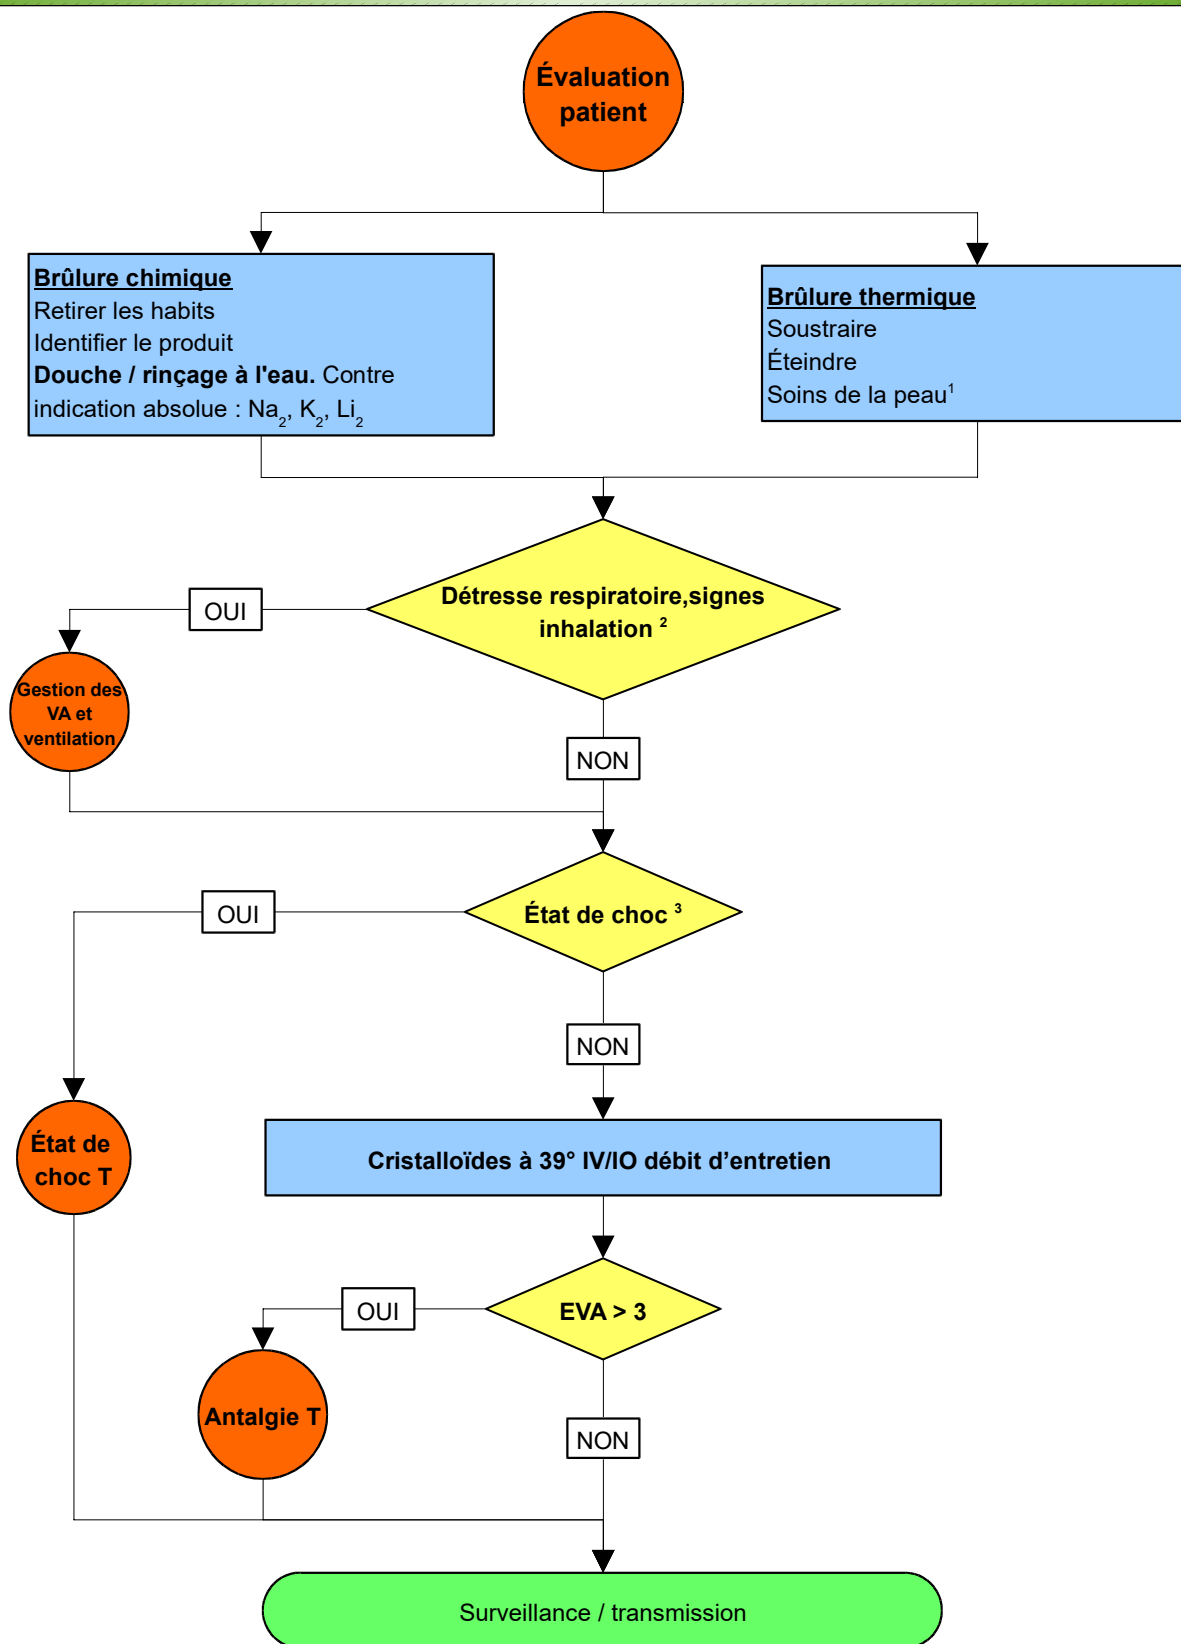 Évaluation
patient
Brûlure chimique
Retirer les habits
Identifier le produit
Douche / rinçage à l'eau. Contre
indication absolue : Na₂, K₂, Li₂
Brûlure thermique
Soustraire
Éteindre
Soins de la peau¹
Détresse respiratoire,signes
inhalation ²
OUI
Gestion des
VA et
ventilation
NON
État de choc ³
OUI
NON
État de
choc T
Cristalloïdes à 39° IV/IO débit d’entretien
EVA > 3
OUI
Antalgie T
NON
Surveillance / transmission